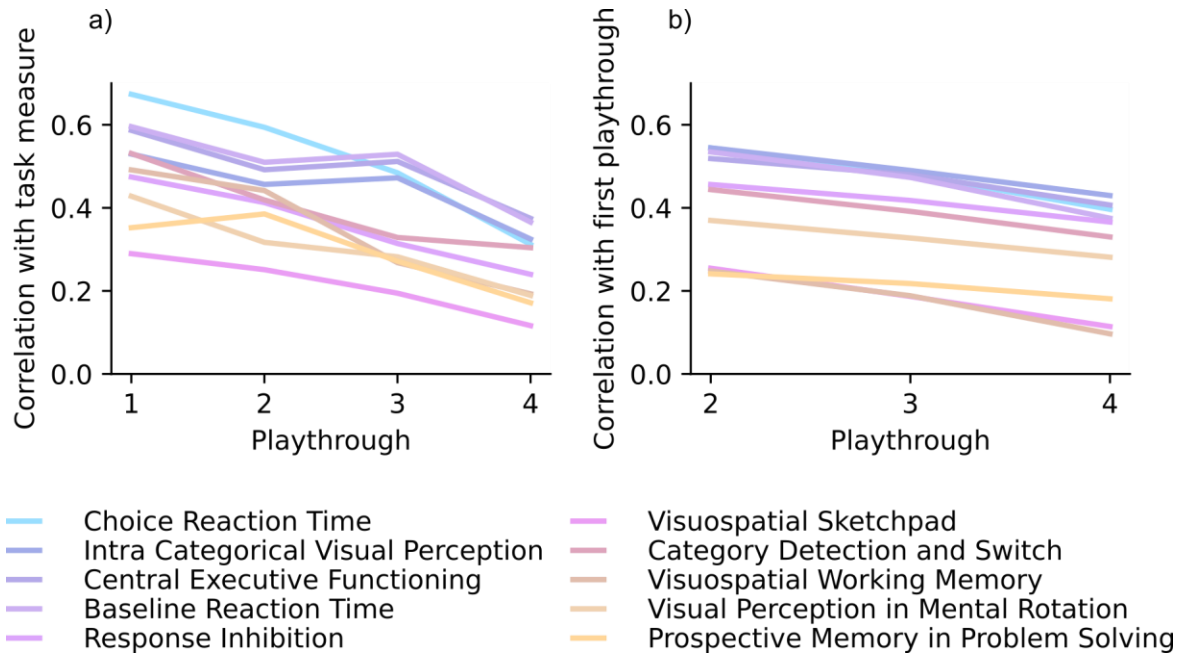 a)
b)
Correlation with task measure
0.6
0.4
0.2
0.0
1 2 3 4
Playthrough
Correlation with first playthrough
0.6
0.4
0.2
0.0
2 3 4
Playthrough
Choice Reaction Time
Intra Categorical Visual Perception
Central Executive Functioning
Baseline Reaction Time
Response Inhibition
Visuospatial Sketchpad
Category Detection and Switch
Visuospatial Working Memory
Visual Perception in Mental Rotation
Prospective Memory in Problem Solving